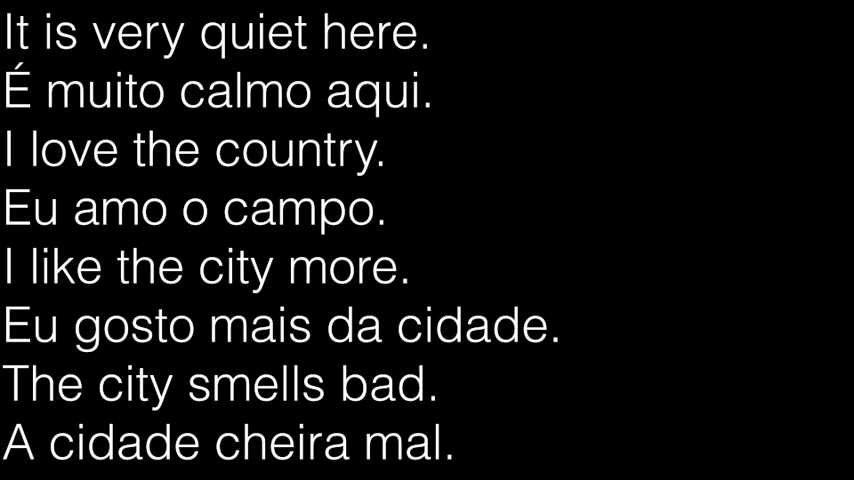 It is very quiet here.
É muito calmo aqui.
I love the country.
Eu amo o campo.
I like the city more.
Eu gosto mais da cidade.
The city smells bad.
A cidade cheira mal.